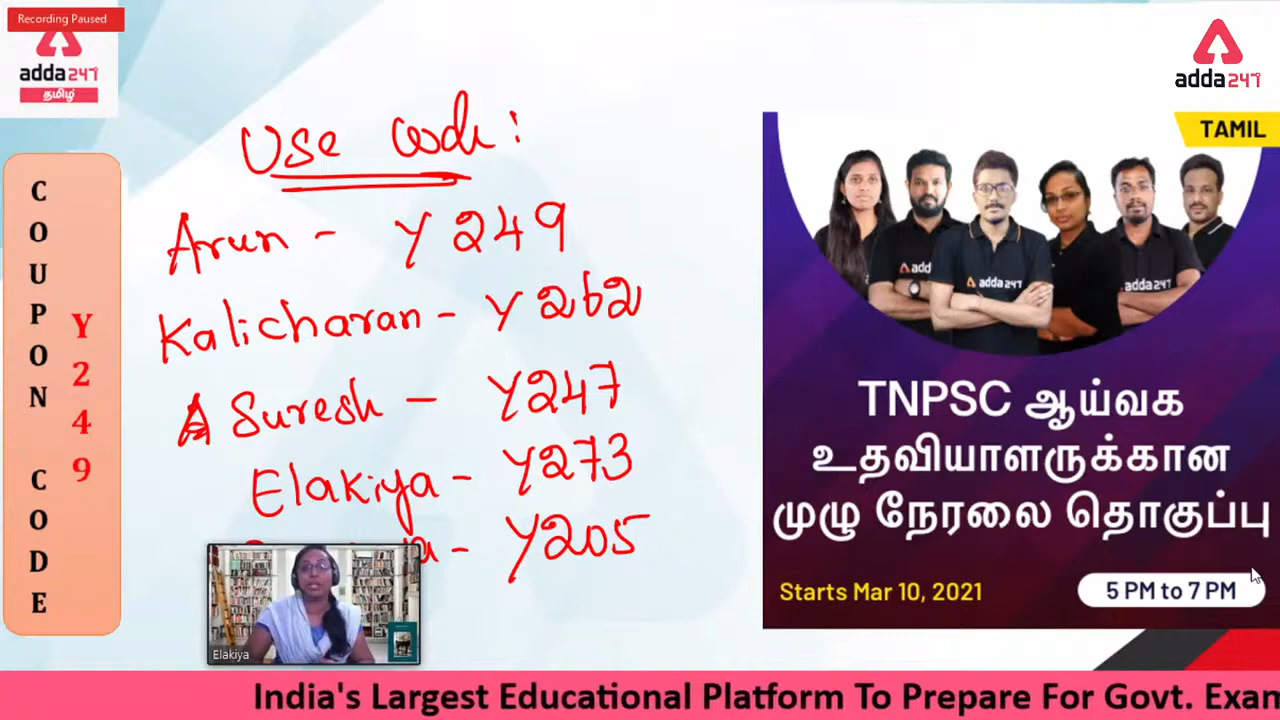 Recording Paused
adda247
தமிழ்
COUPON CODE
Y249
Use code:
Arun - Y249
Kalicharan - Y262
Suresh - Y247
Elakiya - Y273
- Y205
Elakiya
adda247
TAMIL
adda247
adda247
TNPSC ஆய்வக
உதவியாளருக்கான
முழு நேரலை தொகுப்பு
Starts Mar 10, 2021
5 PM to 7 PM
India's Largest Educational Platform To Prepare For Govt. Exan